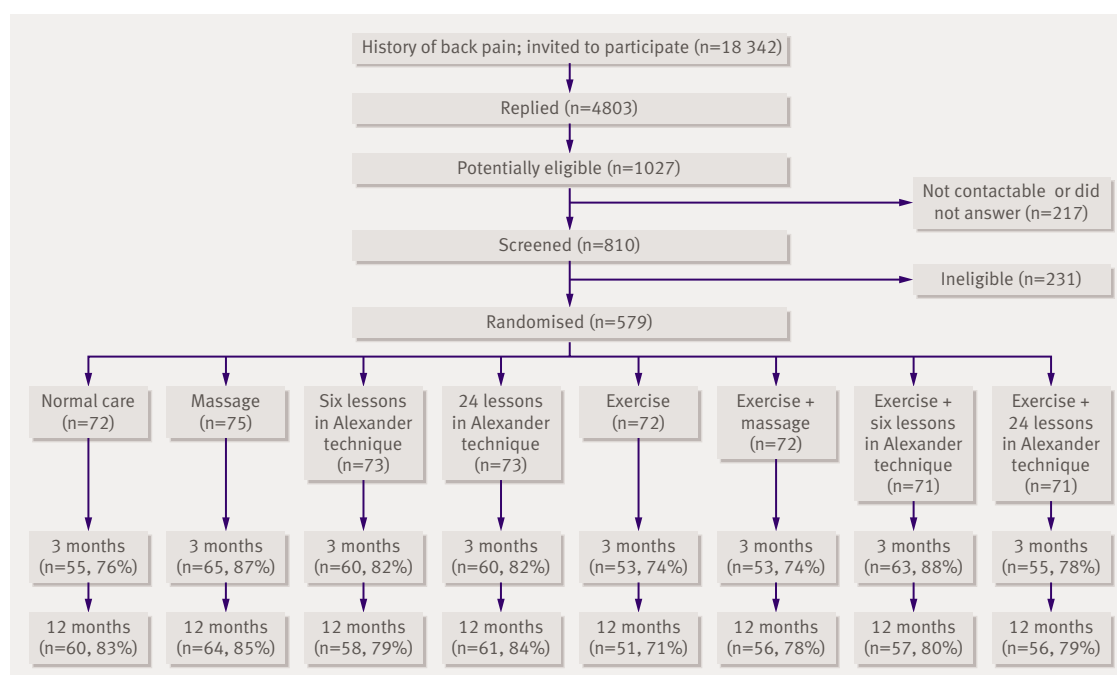 History of back pain; invited to participate (n=18 342)
Replied (n=4803)
Potentially eligible (n=1027)
Not contactable or did
not answer (n=217)
Screened (n=810)
Ineligible (n=231)
Randomised (n=579)
Normal care
(n=72)
Massage
(n=75)
Six lessons
in Alexander
technique
(n=73)
24 lessons
in Alexander
technique
(n=73)
Exercise
(n=72)
Exercise +
massage
(n=72)
Exercise +
six lessons
in Alexander
technique
(n=71)
Exercise +
24 lessons
in Alexander
technique
(n=71)
3 months
(n=55, 76%)
3 months
(n=65, 87%)
3 months
(n=60, 82%)
3 months
(n=60, 82%)
3 months
(n=53, 74%)
3 months
(n=53, 74%)
3 months
(n=63, 88%)
3 months
(n=55, 78%)
12 months
(n=60, 83%)
12 months
(n=64, 85%)
12 months
(n=58, 79%)
12 months
(n=61, 84%)
12 months
(n=51, 71%)
12 months
(n=56, 78%)
12 months
(n=57, 80%)
12 months
(n=56, 79%)